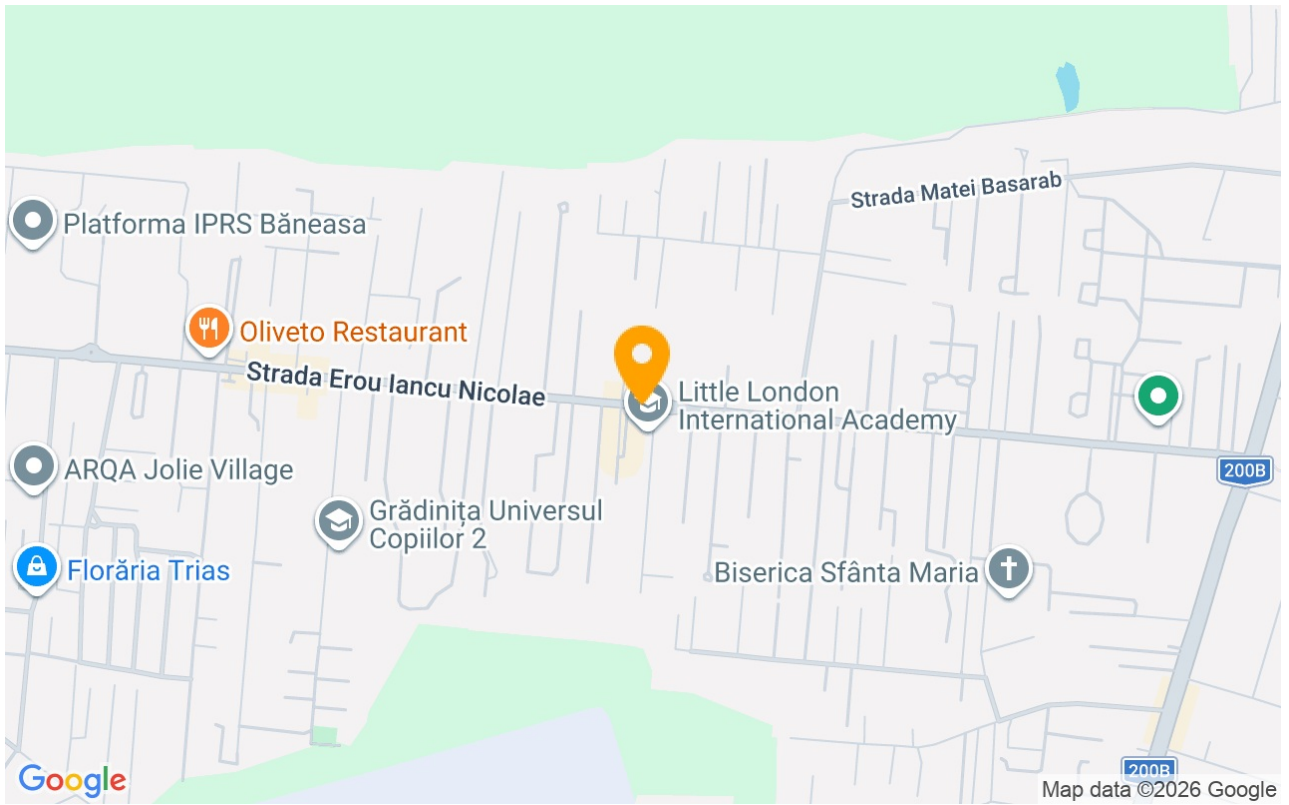 Strada Matei Basarab
Platforma IPRS Băneasa
Oliveto Restaurant
Strada Erou Iancu Nicolae
Little London
International Academy
ARQA Jolie Village
200B
Grădinița Universul
Copiilor 2
Florăria Trias
Biserica Sfânta Maria
200B
Google
Map data ©2026 Google